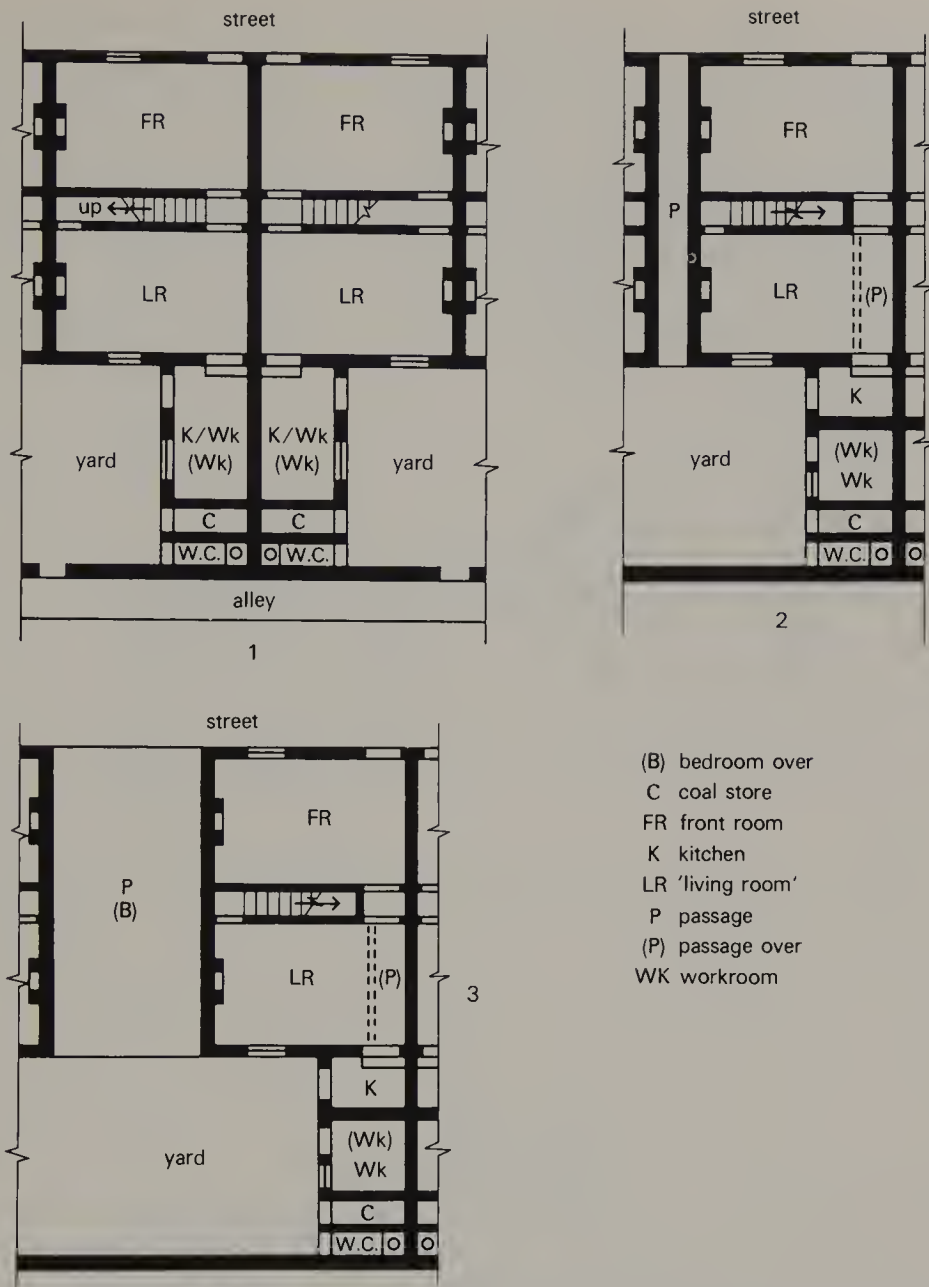 street
FR
FR
up
LR
LR
yard
K/Wk
(Wk)
K/Wk
(Wk)
yard
C
C
W.C.
W.C.
alley
1
street
FR
P
LR
(P)
K
yard
(Wk)
Wk
C
W.C.
2
street
FR
P
(B)
LR
(P)
3
K
yard
(Wk)
Wk
C
W.C.
(B) bedroom over
C coal store
FR front room
K kitchen
LR 'living room'
P passage
(P) passage over
WK workroom